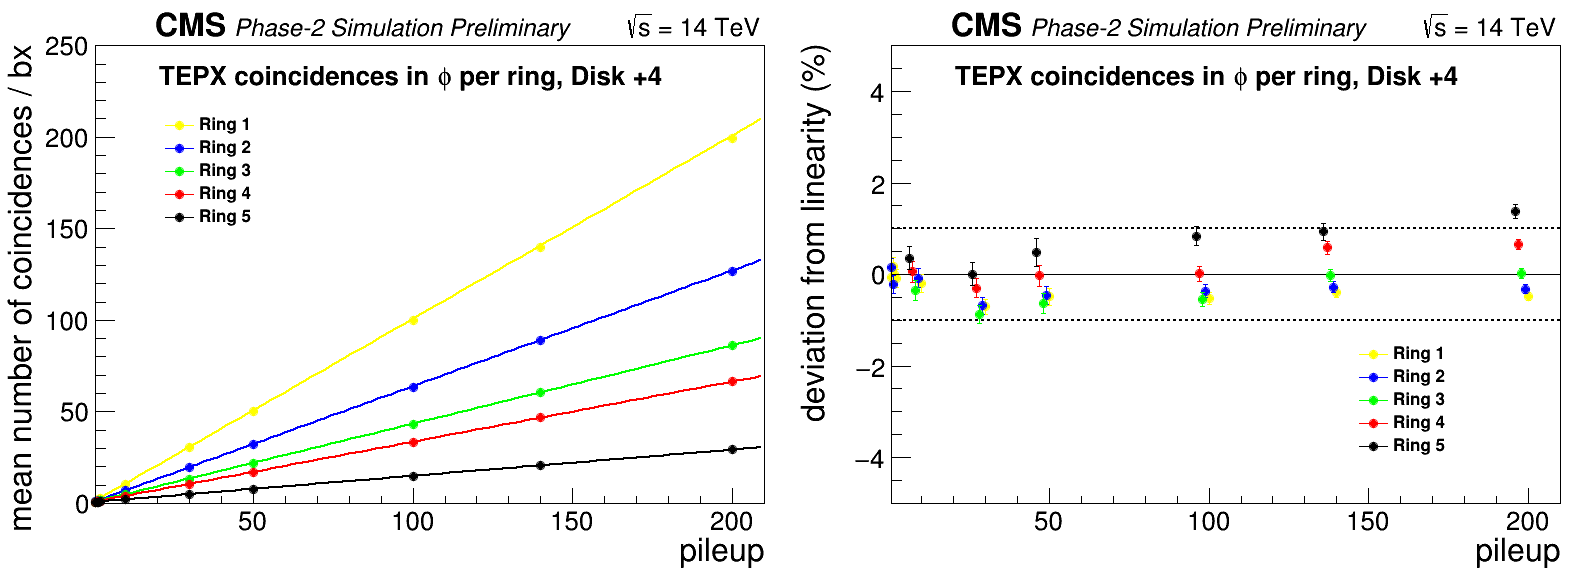 CMS Phase-2 Simulation Preliminary √s = 14 TeV
TEPX coincidences in ϕ per ring, Disk +4
mean number of coincidences / bx
250
200
150
100
50
0
Ring 1
Ring 2
Ring 3
Ring 4
Ring 5
50 100 150 200
pileup
CMS Phase-2 Simulation Preliminary √s = 14 TeV
TEPX coincidences in ϕ per ring, Disk +4
deviation from linearity (%)
4
2
0
−2
−4
Ring 1
Ring 2
Ring 3
Ring 4
Ring 5
50 100 150 200
pileup